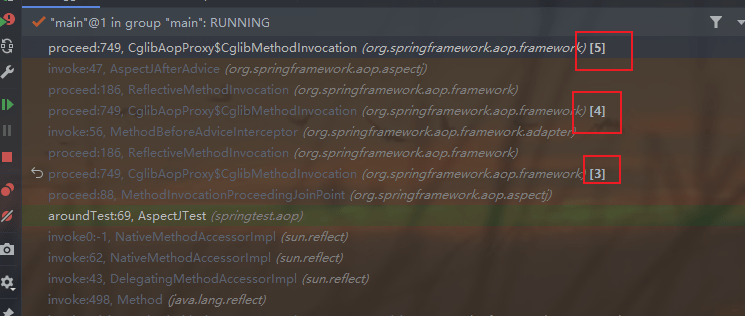 "main"@1 in group "main": RUNNING
proceed:749, CglibAopProxy$CglibMethodInvocation (org.springframework.aop.framework) [5]
invoke:47, AspectJAfterAdvice (org.springframework.aop.aspectj)
proceed:186, ReflectiveMethodInvocation (org.springframework.aop.framework)
proceed:749, CglibAopProxy$CglibMethodInvocation (org.springframework.aop.framework) [4]
invoke:56, MethodBeforeAdviceInterceptor (org.springframework.aop.framework.adapter)
proceed:186, ReflectiveMethodInvocation (org.springframework.aop.framework)
proceed:749, CglibAopProxy$CglibMethodInvocation (org.springframework.aop.framework) [3]
proceed:88, MethodInvocationProceedingJoinPoint (org.springframework.aop.aspectj)
aroundTest:69, AspectJTest (springtest.aop)
invoke0:-1, NativeMethodAccessorImpl (sun.reflect)
invoke:62, NativeMethodAccessorImpl (sun.reflect)
invoke:43, DelegatingMethodAccessorImpl (sun.reflect)
invoke:498, Method (java.lang.reflect)